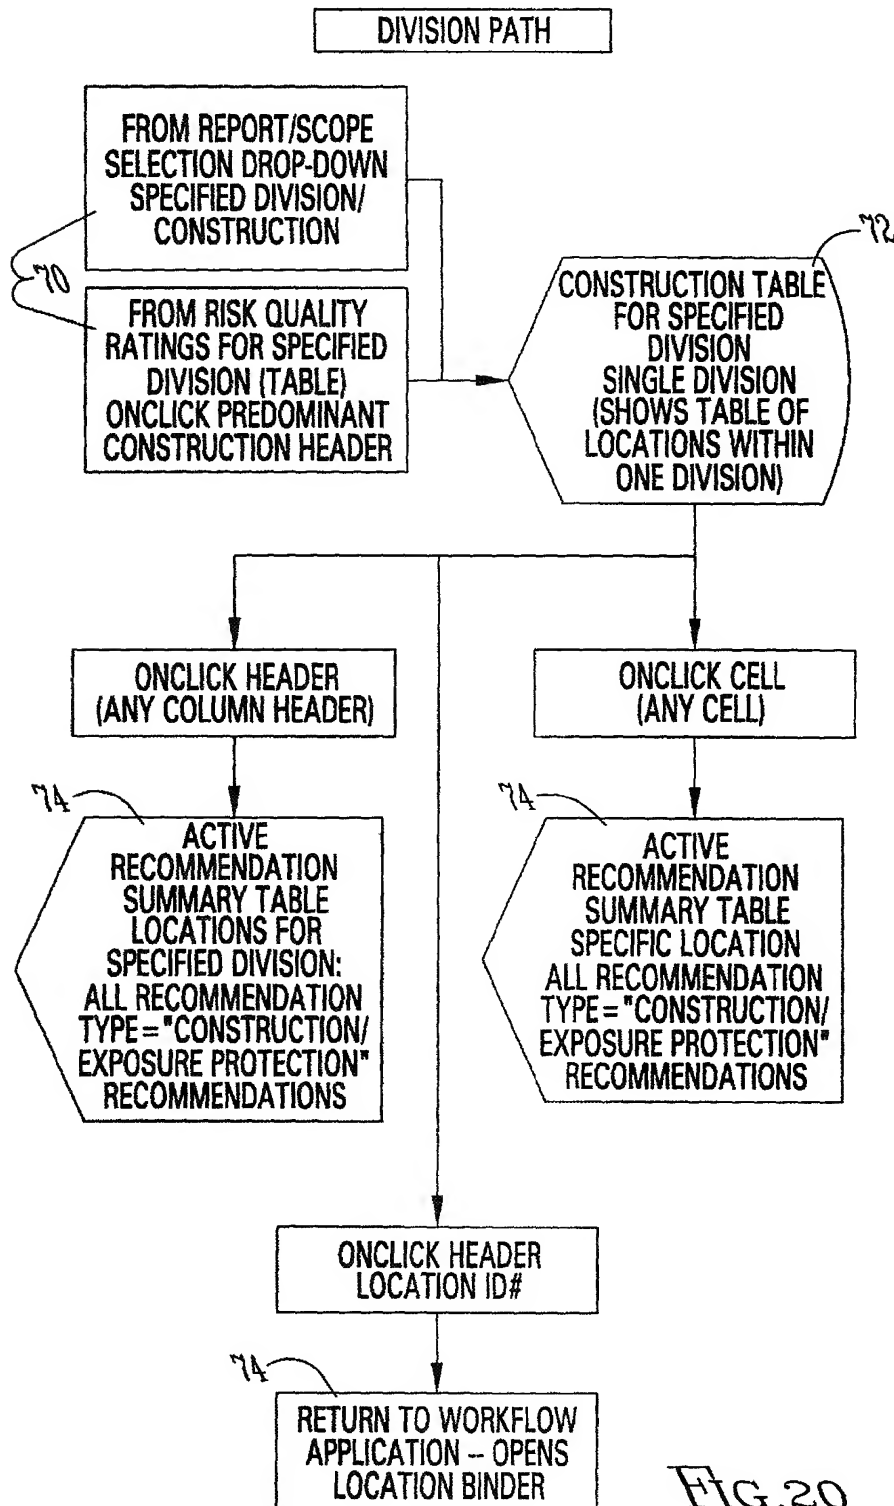 DIVISION PATH
FROM REPORT/SCOPE
SELECTION DROP-DOWN
SPECIFIED DIVISION/
CONSTRUCTION
70
FROM RISK QUALITY
RATINGS FOR SPECIFIED
DIVISION (TABLE)
ONCLICK PREDOMINANT
CONSTRUCTION HEADER
72
CONSTRUCTION TABLE
FOR SPECIFIED
DIVISION
SINGLE DIVISION
(SHOWS TABLE OF
LOCATIONS WITHIN
ONE DIVISION)
ONCLICK HEADER
(ANY COLUMN HEADER)
ONCLICK CELL
(ANY CELL)
74
ACTIVE
RECOMMENDATION
SUMMARY TABLE
LOCATIONS FOR
SPECIFIED DIVISION:
ALL RECOMMENDATION
TYPE="CONSTRUCTION/
EXPOSURE PROTECTION"
RECOMMENDATIONS
74
ACTIVE
RECOMMENDATION
SUMMARY TABLE
SPECIFIC LOCATION
ALL RECOMMENDATION
TYPE="CONSTRUCTION/
EXPOSURE PROTECTION"
RECOMMENDATIONS
ONCLICK HEADER
LOCATION ID#
74
RETURN TO WORKFLOW
APPLICATION – OPENS
LOCATION BINDER
FIG.20